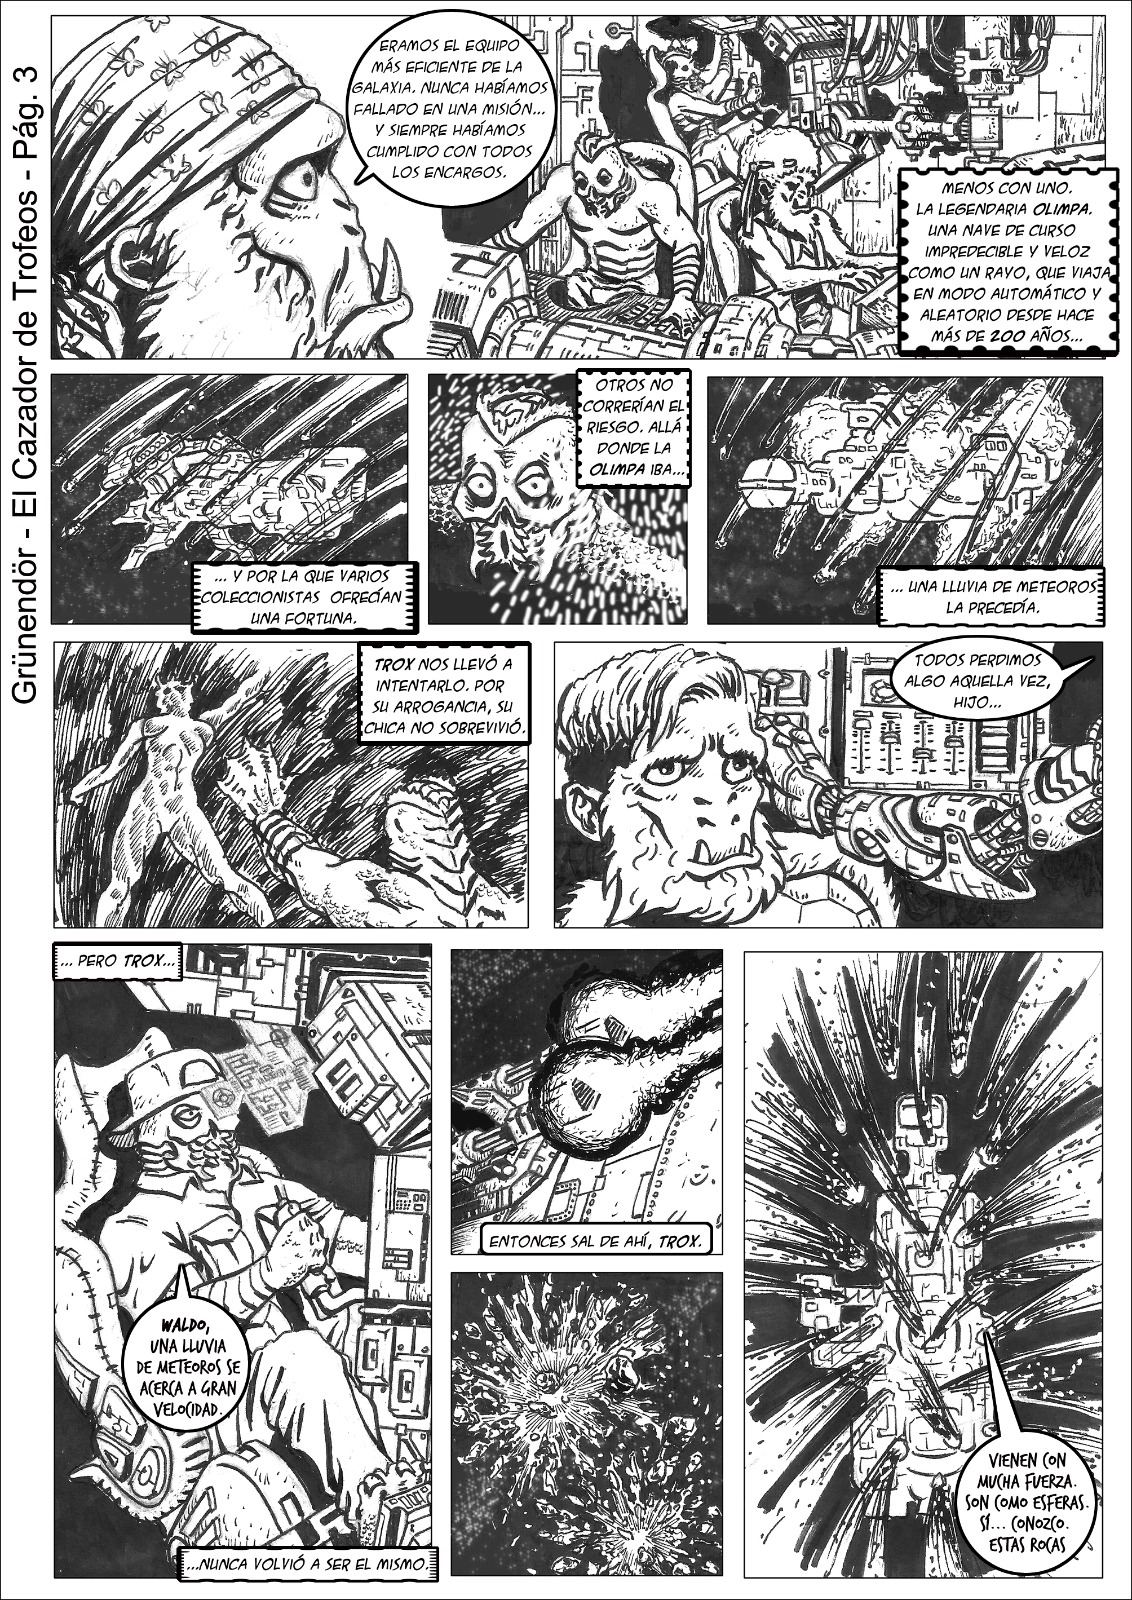 Grünendör - El Cazador de Trofeos - Pág. 3
ERAMOS EL EQUIPO
MÁS EFICIENTE DE LA
GALAXIA. NUNCA HABÍAMOS
FALLADO EN UNA MISIÓN...
Y SIEMPRE HABÍAMOS
CUMPLIDO CON TODOS
LOS ENCARGOS.
MENOS CON UNO.
LA LEGENDARIA OLIMPA.
UNA NAVE DE CURSO
IMPREDECIBLE Y VELOZ
COMO UN RAYO, QUE VIAJA
EN MODO AUTOMÁTICO Y
ALEATORIO DESDE HACE
MÁS DE 200 AÑOS...
... Y POR LA QUE VARIOS
COLECCIONISTAS OFRECÍAN
UNA FORTUNA.
OTROS NO
CORRERÍAN EL
RIESGO. ALLÁ
DONDE LA
OLIMPA IBA...
... UNA LLUVIA DE METEOROS
LA PRECEDÍA.
TROX NOS LLEVÓ A
INTENTARLO. POR
SU ARROGANCIA, SU
CHICA NO SOBREVIVIÓ.
TODOS PERDIMOS
ALGO AQUELLA VEZ,
HIJO...
... PERO TROX...
WALDO,
UNA LLUVIA
DE METEOROS SE
ACERCA A GRAN
VELOCIDAD.
...NUNCA VOLVIÓ A SER EL MISMO.
ENTONCES SAL DE AHÍ, TROX.
VIENEN CON
MUCHA FUERZA.
SON COMO ESFERAS.
SÍ... CONOZCO.
ESTAS ROCAS